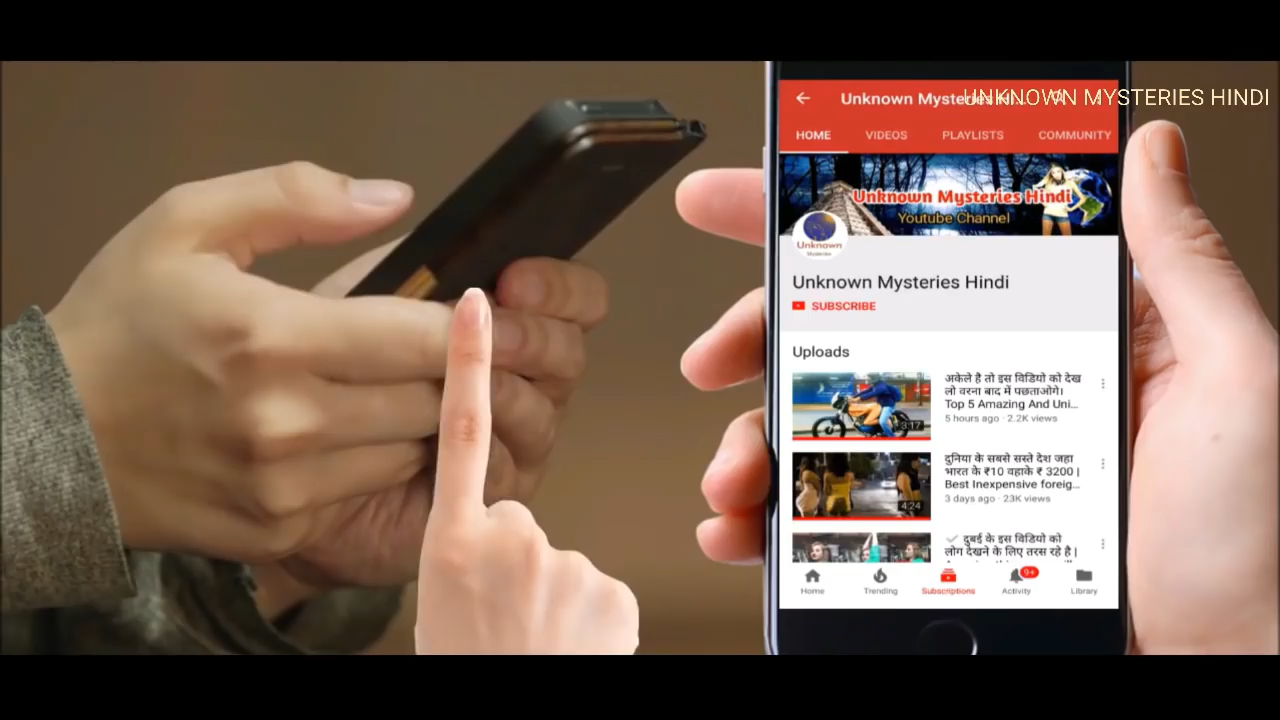 UNKNOWN MYSTERIES HINDI
Unknown Mysteries Hi...
HOME VIDEOS PLAYLISTS COMMUNITY
Unknown Mysteries Hindi
Youtube Channel
Unknown
Mysteries
Unknown Mysteries Hindi
SUBSCRIBE
Uploads
अकेले है तो इस विडियो को देख
लो वरना बाद में पछताओगे।
Top 5 Amazing And Uni...
5 hours ago · 2.2K views
3:17
दुनिया के सबसे सस्ते देश जहा
भारत के ₹10 वहाके ₹ 3200 |
Best Inexpensive foreig...
3 days ago · 23K views
4:24
दुबई के इस विडियो को
लोग देखने के लिए तरस रहे है |
9+
Home Trending Subscriptions Activity Library